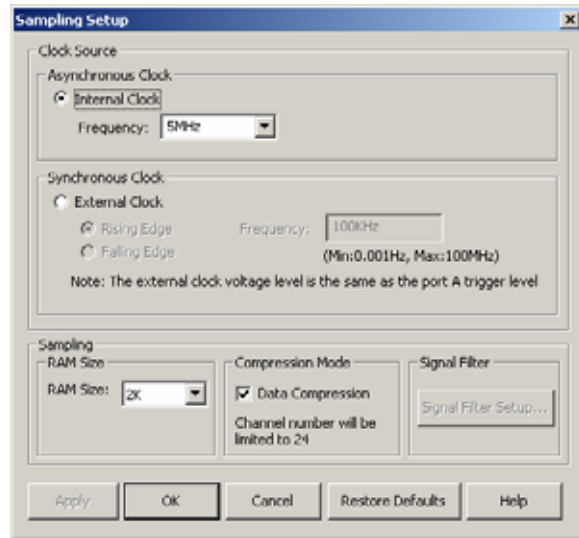 Sampling Setup
Clock Source
Asynchronous Clock
Internal Clock
Frequency: 5MHz
Synchronous Clock
External Clock
Rising Edge Frequency: 100KHz
Falling Edge (Min:0.001Hz, Max:100MHz)
Note: The external clock voltage level is the same as the port A trigger level
Sampling
RAM Size Compression Mode Signal Filter
RAM Size: 2K Data Compression Signal Filter Setup...
Channel number will be
limited to 24
Apply OK Cancel Restore Defaults Help